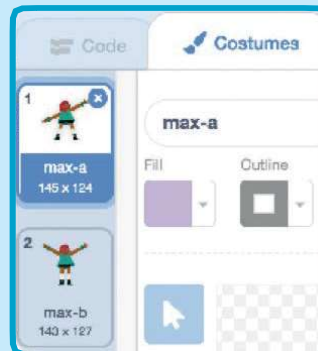 Code
Costumes
1
max-a
145 x 124
max-a
Fill
Outline
2
max-b
143 x 127